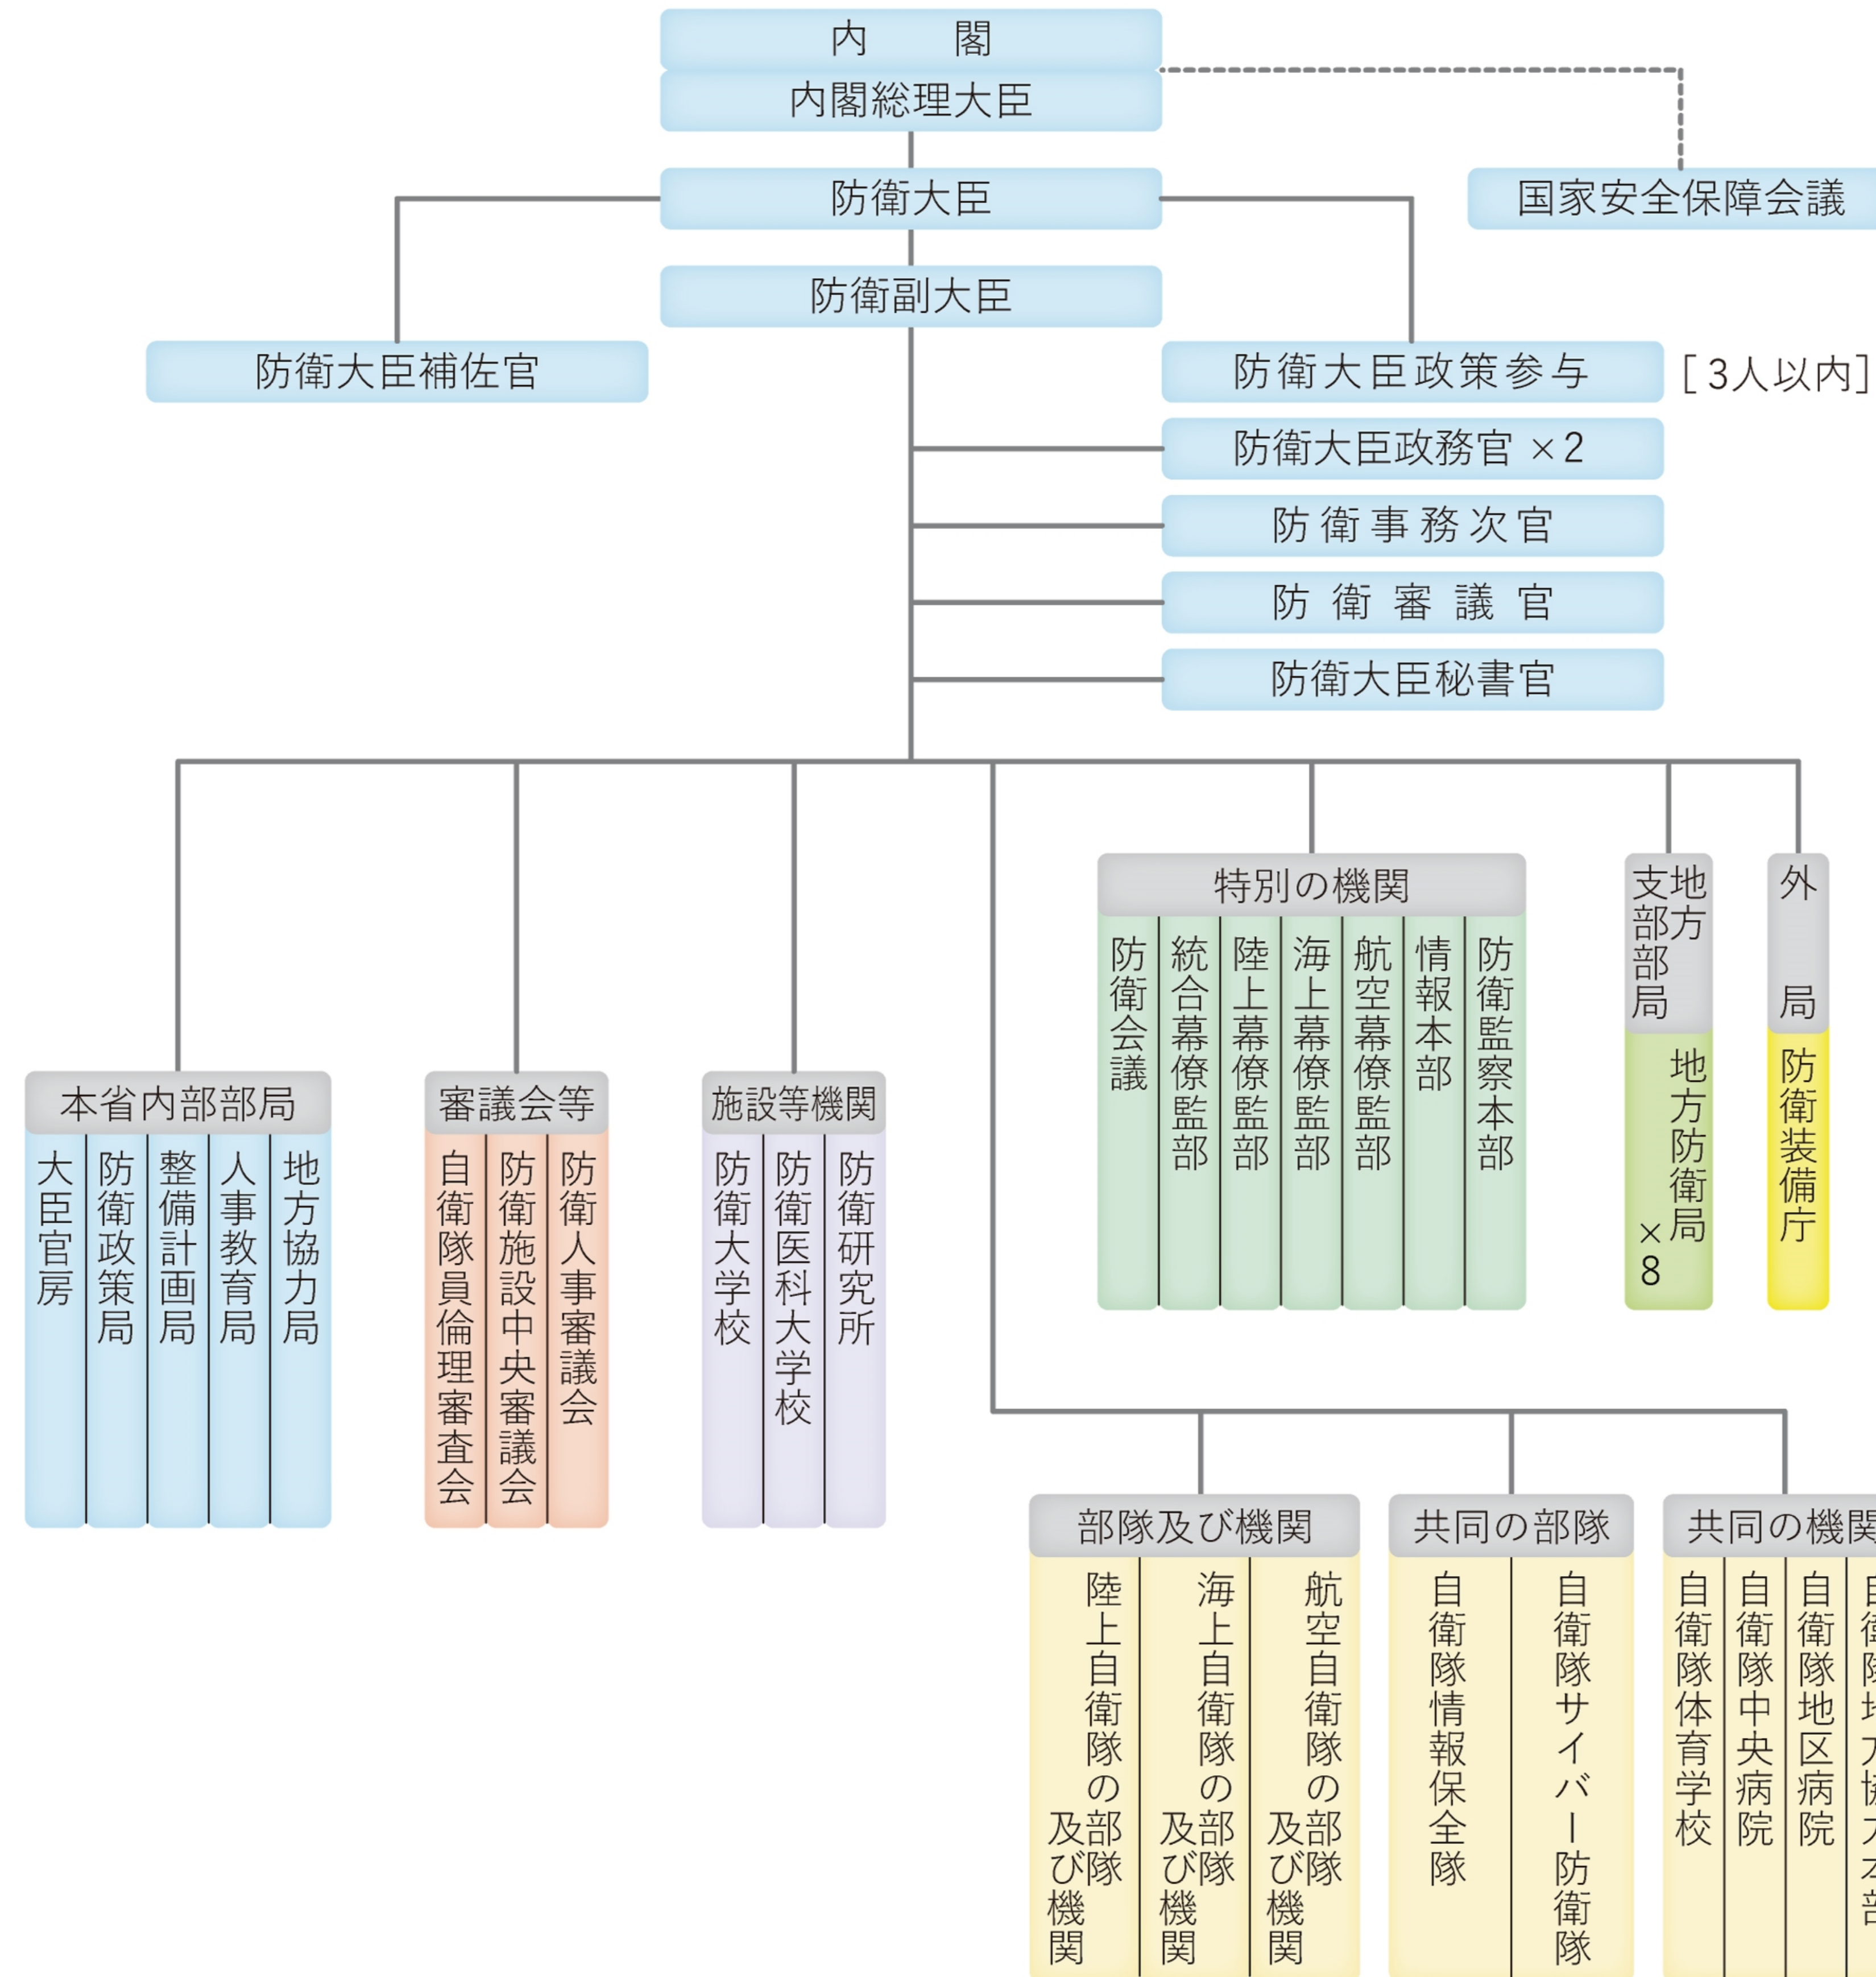 内　　閣
内閣総理大臣
防衛大臣
国家安全保障会議
防衛副大臣
防衛大臣補佐官
防衛大臣政策参与
［3人以内］
防衛大臣政務官 ×2
防衛事務次官
防衛審議官
防衛大臣秘書官
本省内部部局
大臣官房
防衛政策局
整備計画局
人事教育局
地方協力局
審議会等
自衛隊員倫理審査会
防衛施設中央審議会
防衛人事審議会
施設等機関
防衛大学校
防衛医科大学校
防衛研究所
特別の機関
防衛会議
統合幕僚監部
陸上幕僚監部
海上幕僚監部
航空幕僚監部
情報本部
防衛監察本部
地方
支部部局
地方防衛局
×8
外　局
防衛装備庁
部隊及び機関
陸上自衛隊の部隊
及び機関
海上自衛隊の部隊
及び機関
航空自衛隊の部隊
及び機関
共同の部隊
自衛隊情報保全隊
自衛隊サイバー防衛隊
共同の機関
自衛隊体育学校
自衛隊中央病院
自衛隊地区病院
自衛隊地方協力本部